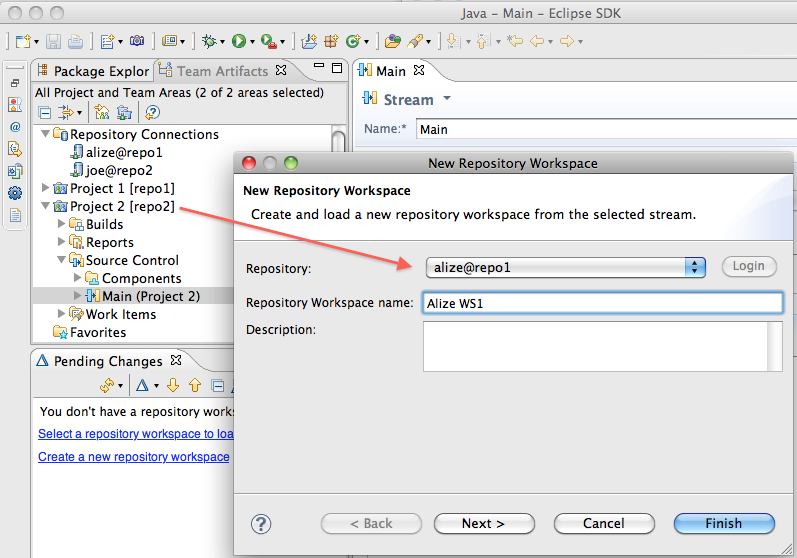 Java – Main – Eclipse SDK
Package Explor
Team Artifacts
All Project and Team Areas (2 of 2 areas selected)
Repository Connections
alize@repo1
joe@repo2
Project 1 [repo1]
Project 2 [repo2]
Builds
Reports
Source Control
Components
Main (Project 2)
Work Items
Favorites
Main
Stream
Name:*
Main
Pending Changes
You don't have a repository works
Select a repository workspace to loa
Create a new repository workspace
New Repository Workspace
New Repository Workspace
Create and load a new repository workspace from the selected stream.
Repository:
alize@repo1
Login
Repository Workspace name:
Alize WS1
Description:
?
< Back
Next >
Cancel
Finish